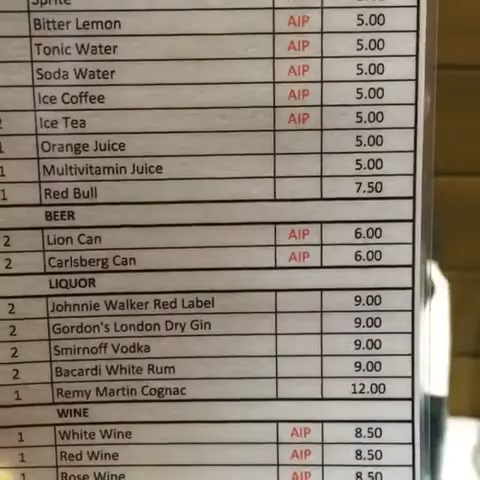 Sprite AIP
Bitter Lemon AIP 5.00
Tonic Water AIP 5.00
Soda Water AIP 5.00
Ice Coffee AIP 5.00
2 Ice Tea AIP 5.00
1 Orange Juice 5.00
1 Multivitamin Juice 5.00
1 Red Bull 7.50
BEER
2 Lion Can AIP 6.00
2 Carlsberg Can AIP 6.00
LIQUOR
2 Johnnie Walker Red Label 9.00
2 Gordon's London Dry Gin 9.00
2 Smirnoff Vodka 9.00
2 Bacardi White Rum 9.00
1 Remy Martin Cognac 12.00
WINE
1 White Wine AIP 8.50
1 Red Wine AIP 8.50
1 Rose Wine AIP 8.50